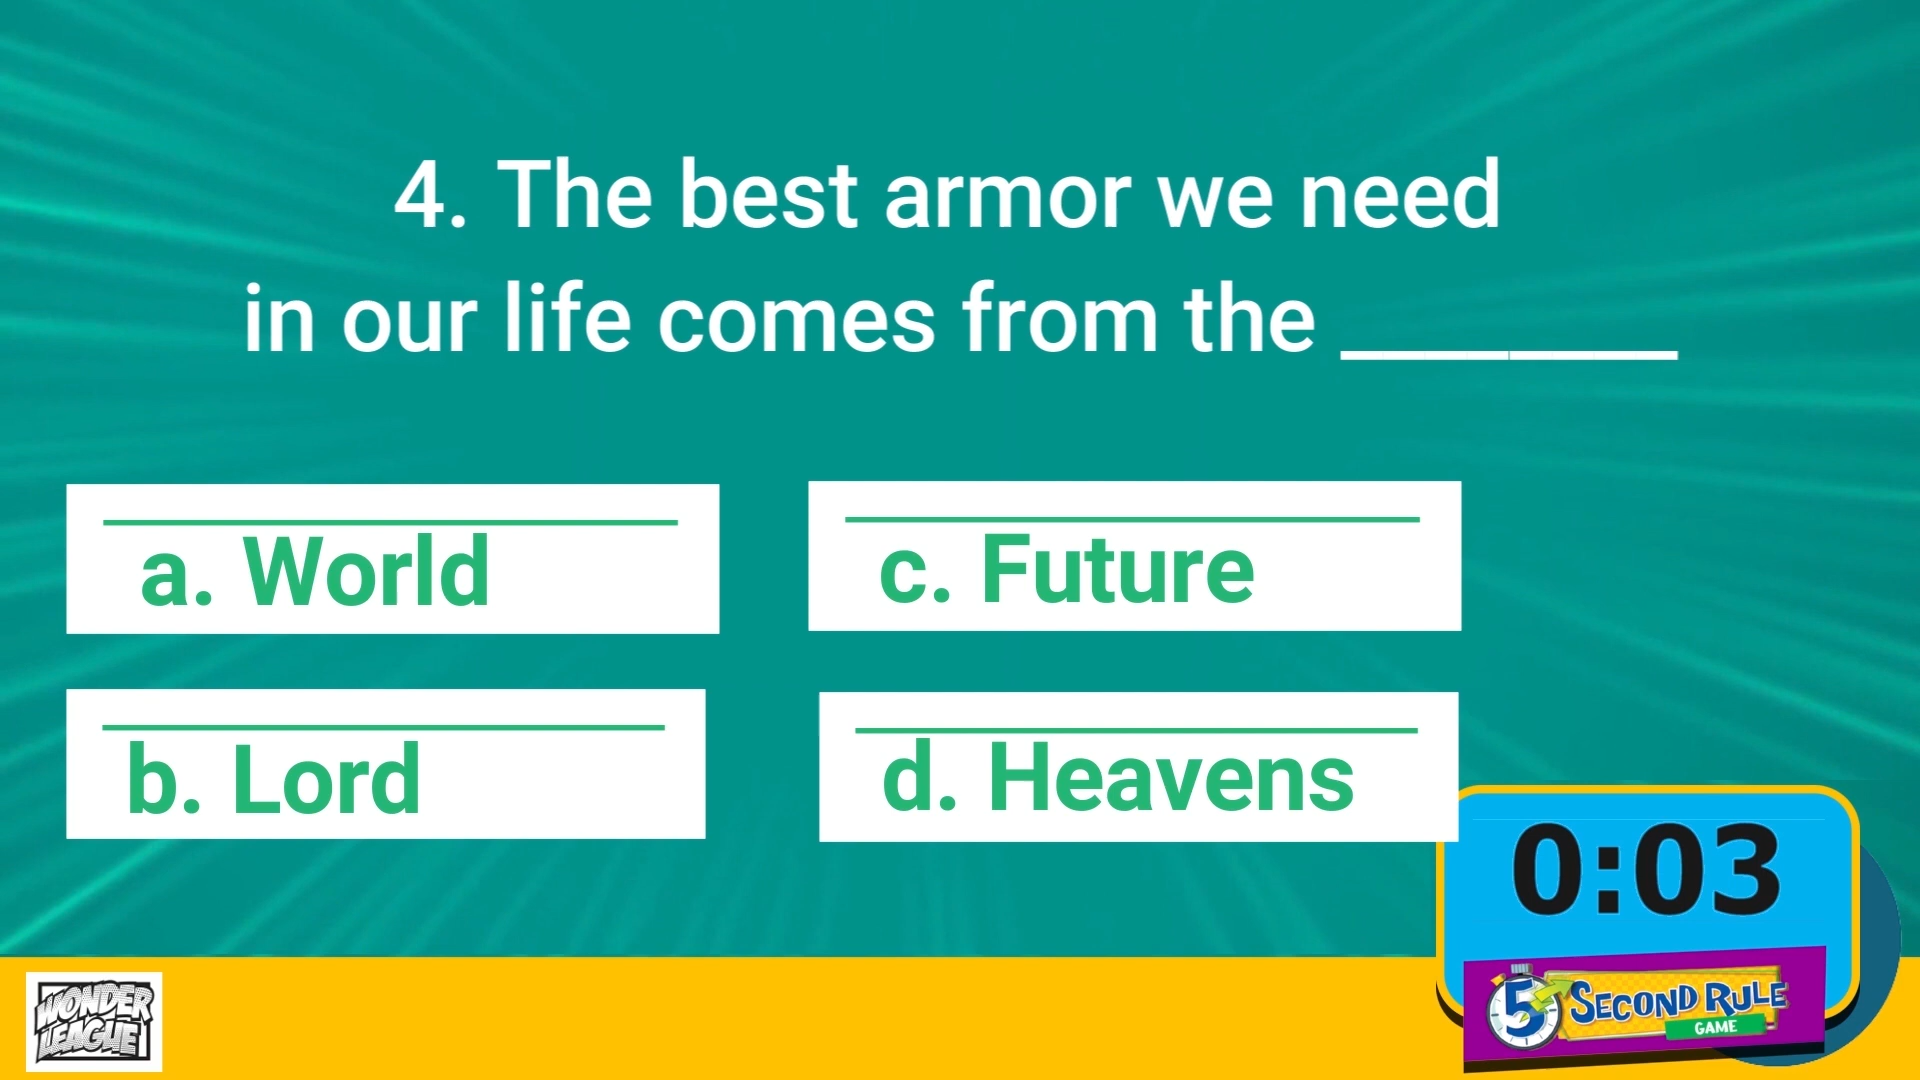 4. The best armor we need
in our life comes from the ________
a. World
c. Future
b. Lord
d. Heavens
0:03
5 SECOND RULE
GAME
WONDER
LEAGUE